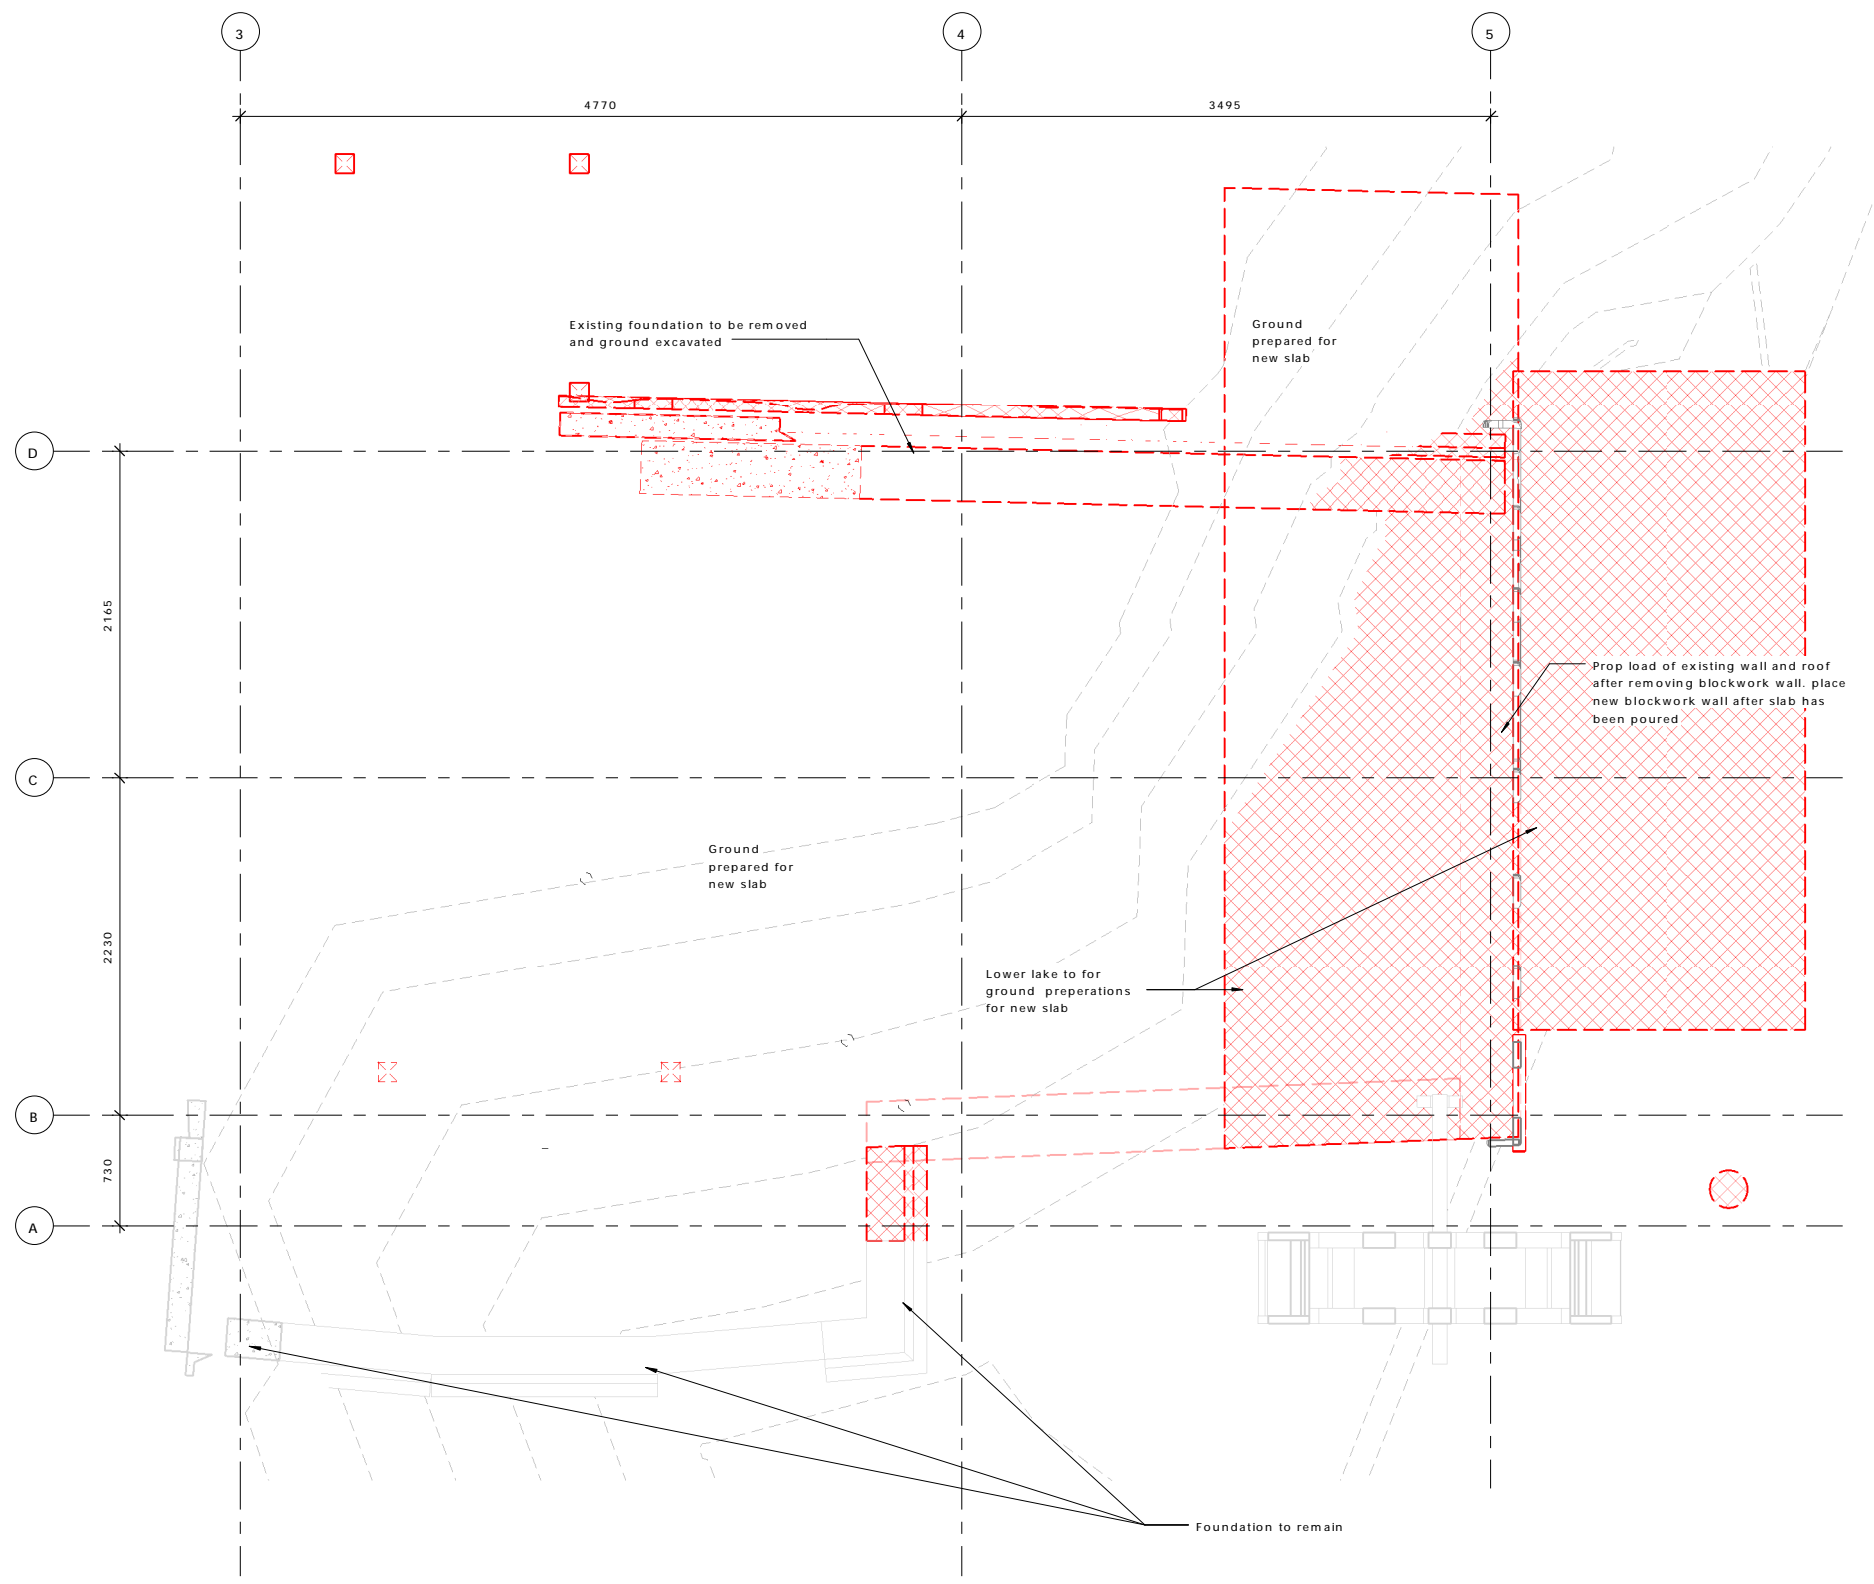 3
4
5
4770
3495
Existing foundation to be removed
and ground excavated
Ground
prepared for
new slab
D
2165
Prop load of existing wall and roof
after removing blockwork wall. place
new blockwork wall after slab has
been poured
C
Ground
prepared for
new slab
2230
Lower lake to for
ground preperations
for new slab
B
730
A
Foundation to remain